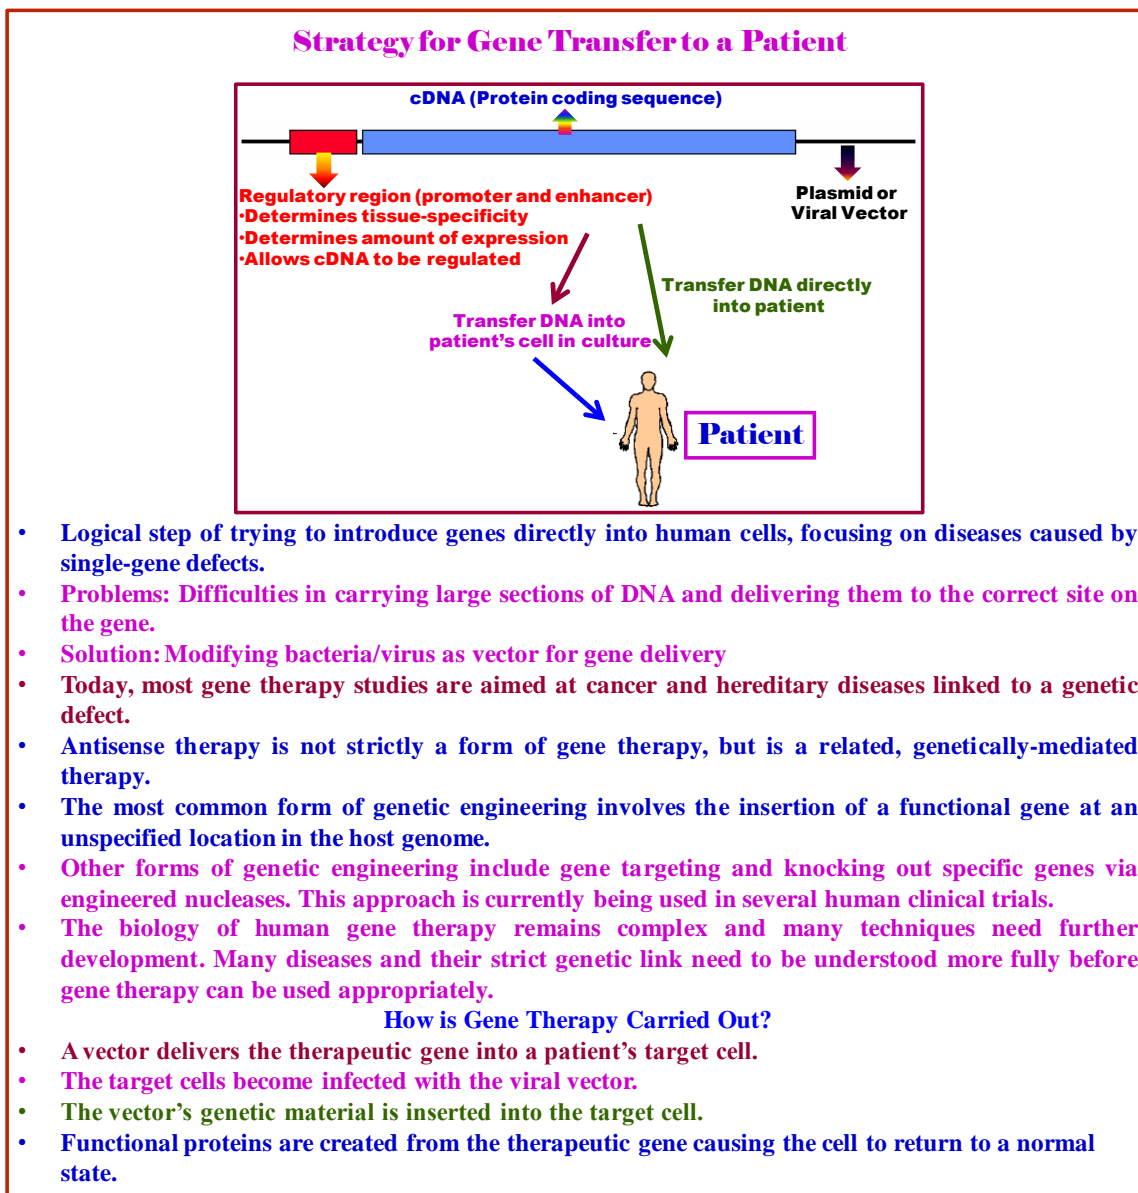 Strategy for Gene Transfer to a Patient
cDNA (Protein coding sequence)
Regulatory region (promoter and enhancer)
•Determines tissue-specificity
•Determines amount of expression
•Allows cDNA to be regulated
Plasmid or
Viral Vector
Transfer DNA directly
into patient
Transfer DNA into
patient's cell in culture
Patient
• Logical step of trying to introduce genes directly into human cells, focusing on diseases caused by
single-gene defects.
• Problems: Difficulties in carrying large sections of DNA and delivering them to the correct site on
the gene.
• Solution: Modifying bacteria/virus as vector for gene delivery
• Today, most gene therapy studies are aimed at cancer and hereditary diseases linked to a genetic
defect.
• Antisense therapy is not strictly a form of gene therapy, but is a related, genetically-mediated
therapy.
• The most common form of genetic engineering involves the insertion of a functional gene at an
unspecified location in the host genome.
• Other forms of genetic engineering include gene targeting and knocking out specific genes via
engineered nucleases. This approach is currently being used in several human clinical trials.
• The biology of human gene therapy remains complex and many techniques need further
development. Many diseases and their strict genetic link need to be understood more fully before
gene therapy can be used appropriately.
How is Gene Therapy Carried Out?
• A vector delivers the therapeutic gene into a patient's target cell.
• The target cells become infected with the viral vector.
• The vector's genetic material is inserted into the target cell.
• Functional proteins are created from the therapeutic gene causing the cell to return to a normal
state.